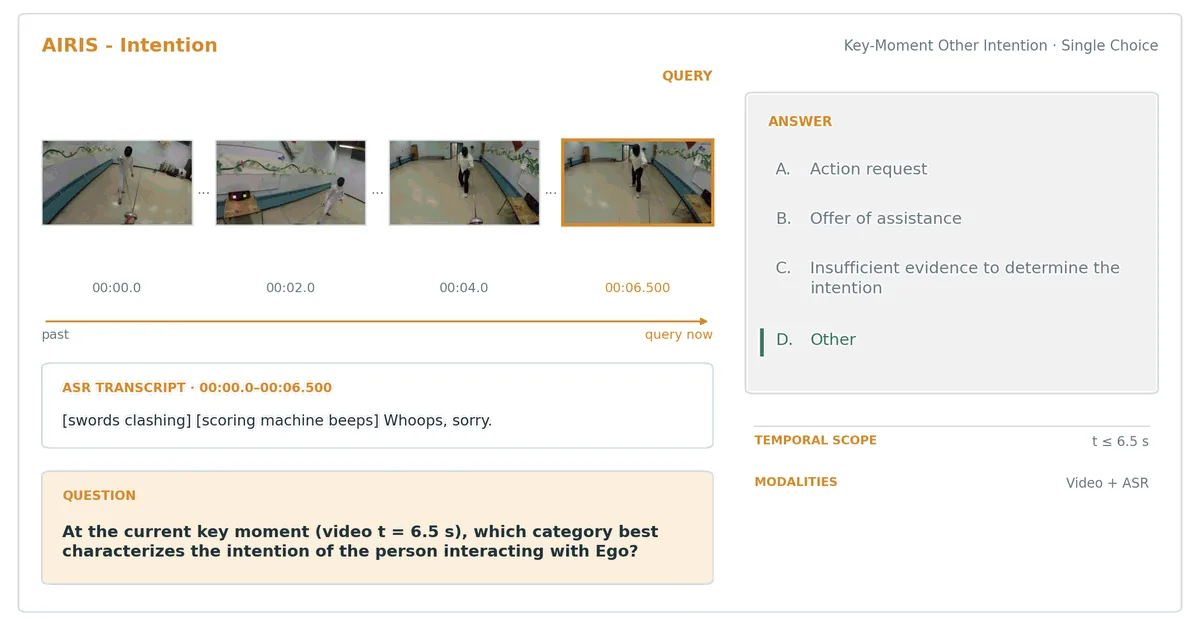 AIRIS - Intention
Key-Moment Other Intention · Single Choice
QUERY
...
...
...
00:00.0
00:02.0
00:04.0
00:06.500
past
query now
ASR TRANSCRIPT · 00:00.0–00:06.500
[swords clashing] [scoring machine beeps] Whoops, sorry.
QUESTION
At the current key moment (video t = 6.5 s), which category best
characterizes the intention of the person interacting with Ego?
ANSWER
A. Action request
B. Offer of assistance
C. Insufficient evidence to determine the
intention
D. Other
TEMPORAL SCOPE
t ≤ 6.5 s
MODALITIES
Video + ASR